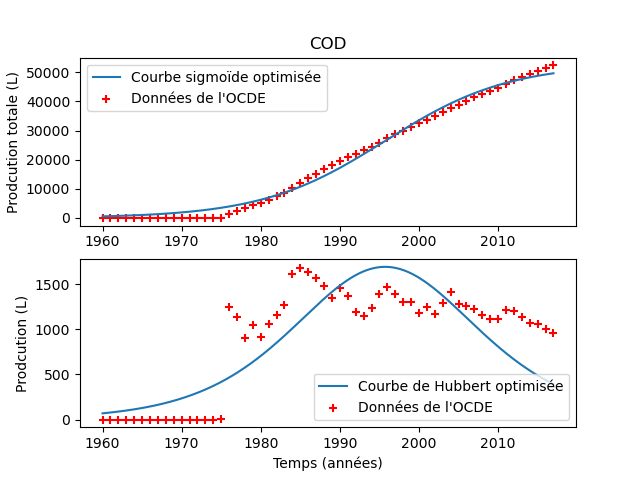 COD
Prodcution totale (L)
50000
40000
30000
20000
10000
0
Courbe sigmoïde optimisée
Données de l'OCDE
1960 1970 1980 1990 2000 2010
Prodcution (L)
1500
1000
500
0
Courbe de Hubbert optimisée
Données de l'OCDE
1960 1970 1980 1990 2000 2010
Temps (années)